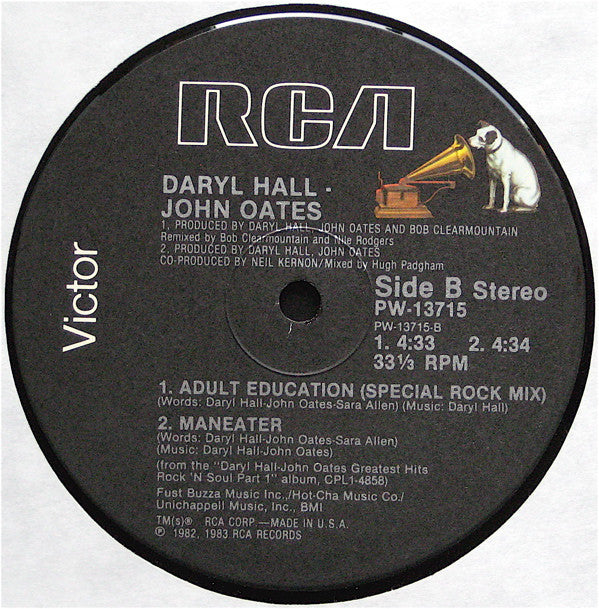 RCA
Victor
DARYL HALL -
JOHN OATES
1, PRODUCED BY DARYL HALL, JOHN OATES AND BOB CLEARMOUNTAIN
Remixed by Bob Clearmountain and Nile Rodgers
2. PRODUCED BY DARYL HALL, JOHN OATES
CO-PRODUCED BY NEIL KERNON/Mixed by Hugh Padgham
Side B Stereo
PW-13715
PW-13715-B
1. 4:33 2. 4:34
33⅓ RPM
1. ADULT EDUCATION (SPECIAL ROCK MIX)
(Words: Daryl Hall-John Oates-Sara Allen) (Music: Daryl Hall)
2. MANEATER
(Words: Daryl Hall-John Oates-Sara Allen)
(Music: Daryl Hall-John Oates)
(from the "Daryl Hall-John Oates Greatest Hits
Rock 'N Soul Part 1" album, CPL1-4858)
Fust Buzza Music Inc./Hot-Cha Music Co./
Unichappell Music, Inc., BMI
TM(s)® RCA CORP.—MADE IN U.S.A.
℗ 1982, 1983 RCA RECORDS